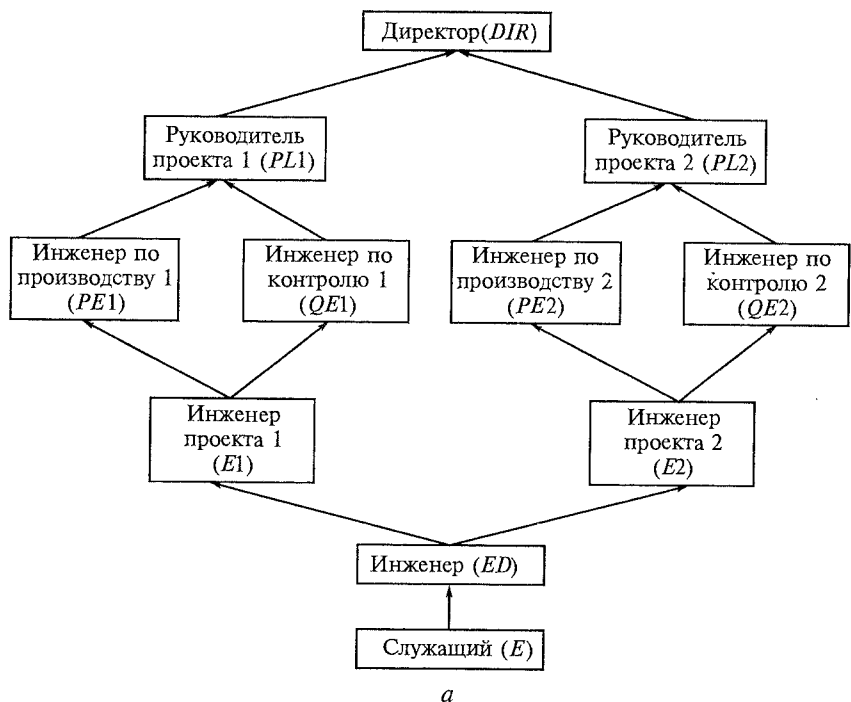 Директор(DIR)
Руководитель
проекта 1 (PL1)
Руководитель
проекта 2 (PL2)
Инженер по
производству 1
(PE1)
Инженер по
контролю 1
(QE1)
Инженер по
производству 2
(PE2)
Инженер по
контролю 2
(QE2)
Инженер
проекта 1
(E1)
Инженер
проекта 2
(E2)
Инженер (ED)
Служащий (E)
а